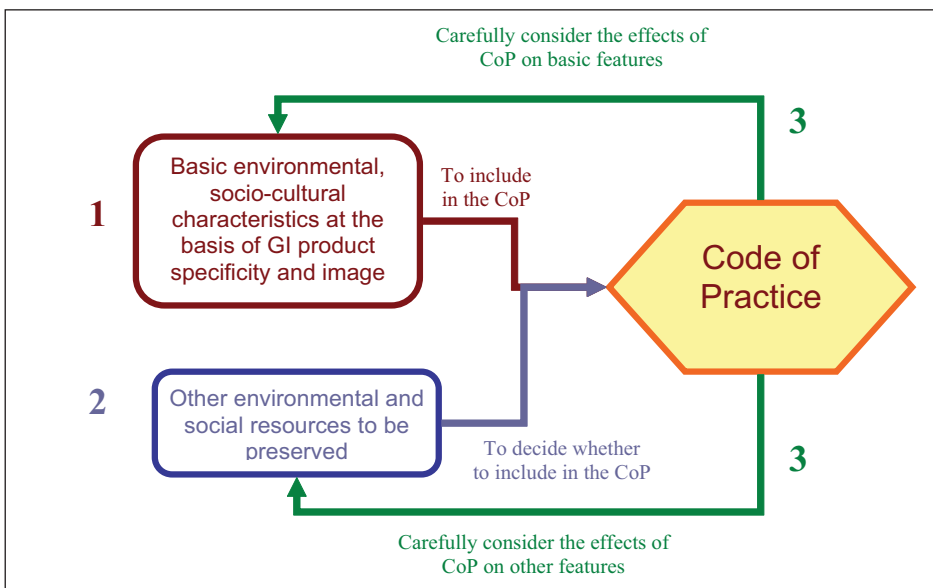 Carefully consider the effects of
CoP on basic features
3
1
Basic environmental,
socio-cultural
characteristics at the
basis of GI product
specificity and image
To include
in the CoP
Code of
Practice
2
Other environmental and
social resources to be
preserved
To decide whether
to include in the CoP
3
Carefully consider the effects of
CoP on other features